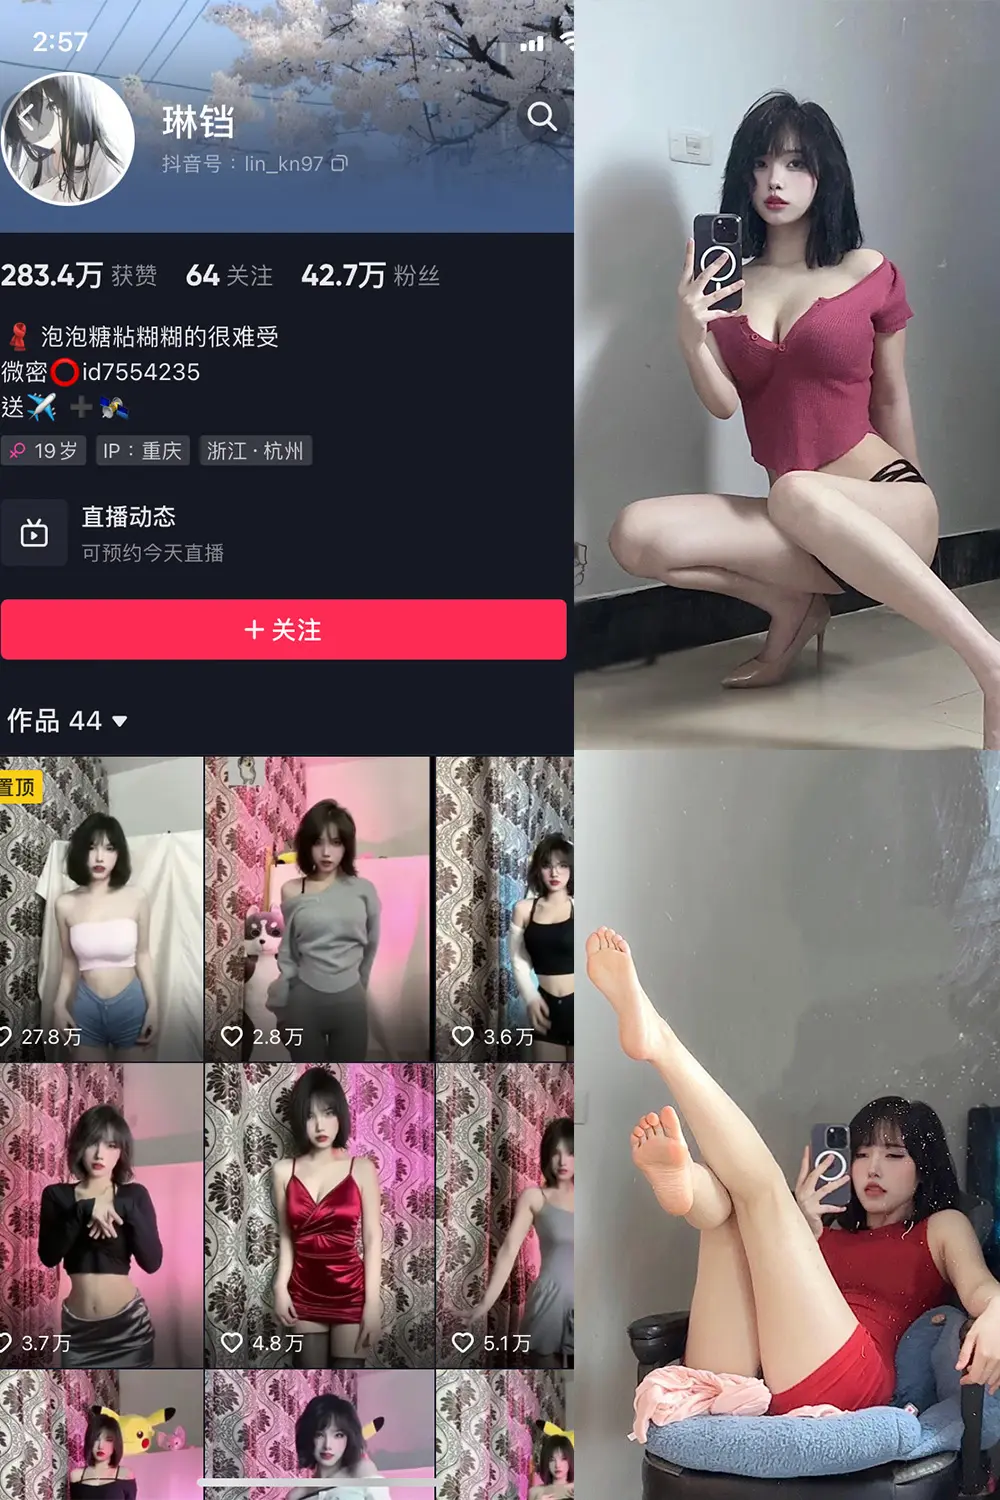 2:57
琳铛
抖音号：lin_kn97
283.4万 获赞 64 关注 42.7万 粉丝
泡泡糖粘糊糊的很难受
微密⭕id7554235
送✈️➕🛰️
19岁 IP：重庆 浙江·杭州
直播动态
可预约今天直播
＋关注
作品 44
置顶
27.8万 2.8万 3.6万
3.7万 4.8万 5.1万